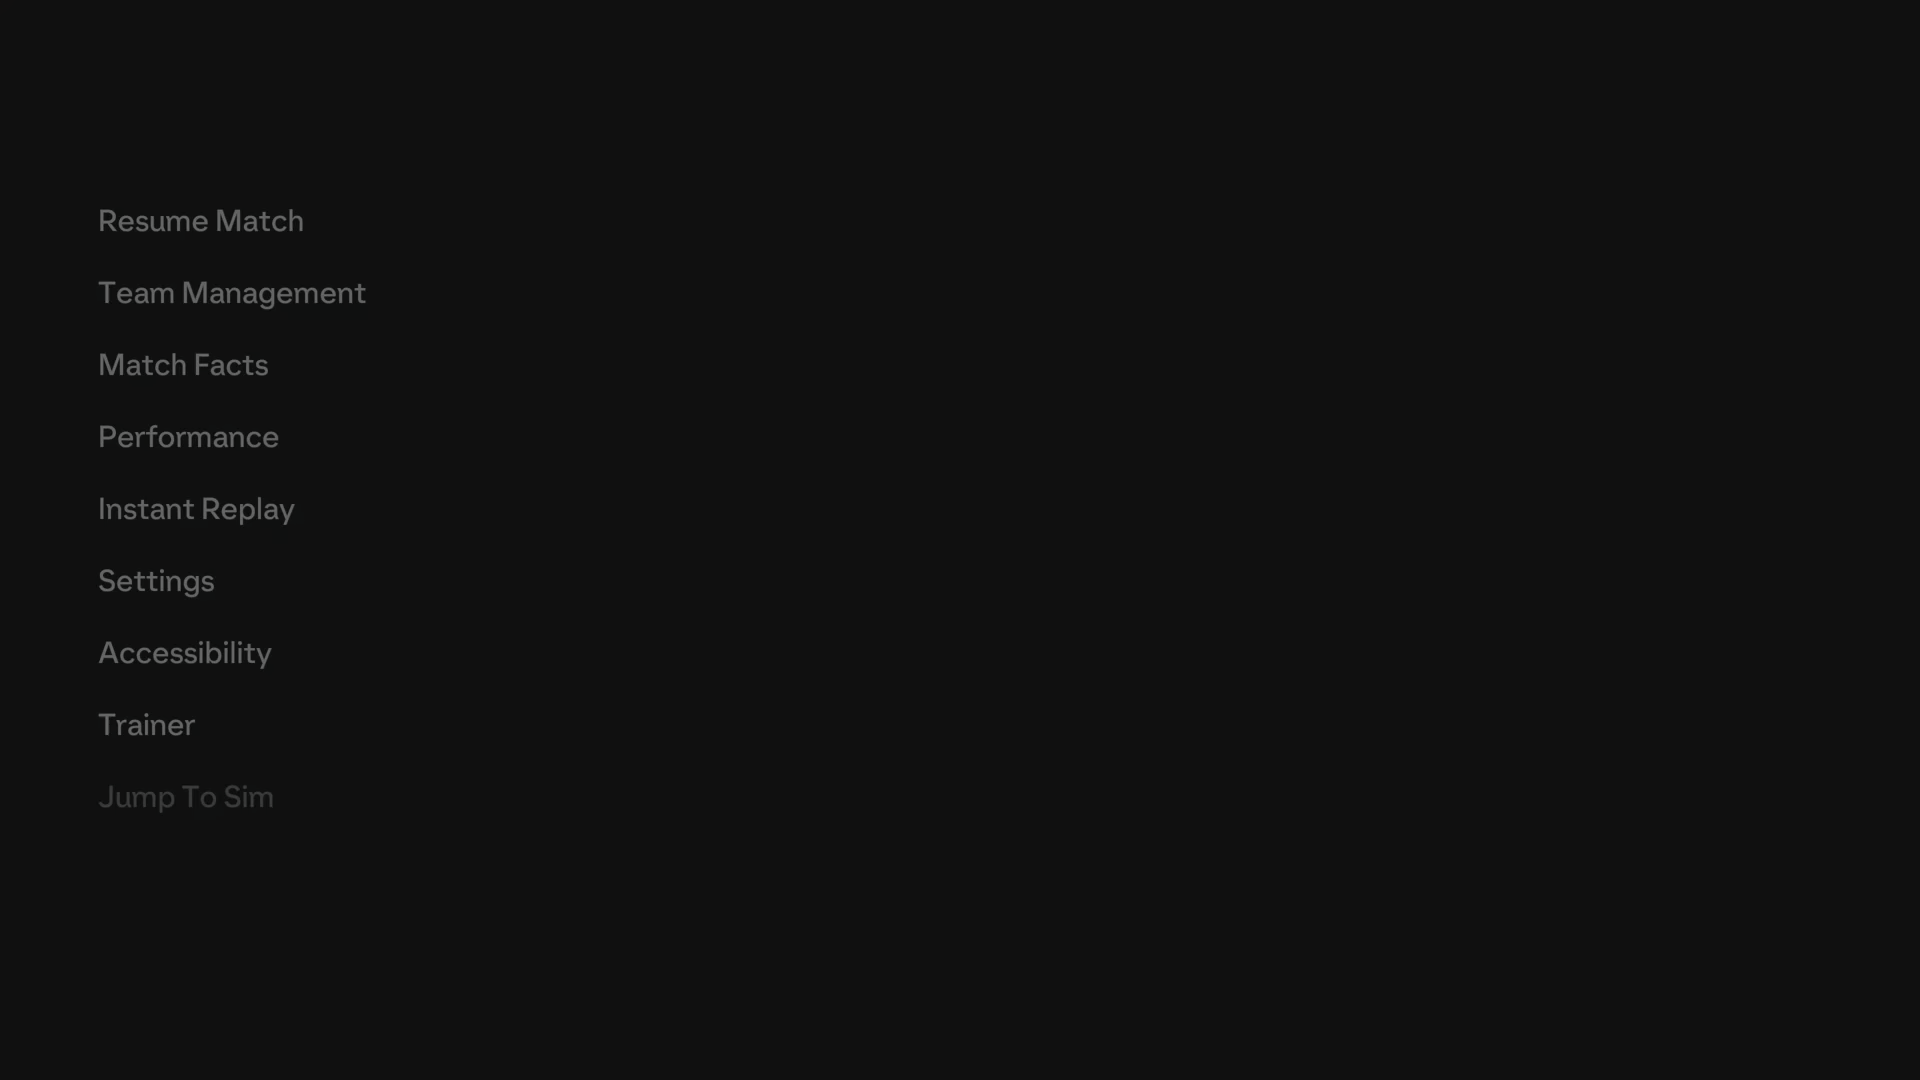 Resume Match
Team Management
Match Facts
Performance
Instant Replay
Settings
Accessibility
Trainer
Jump To Sim